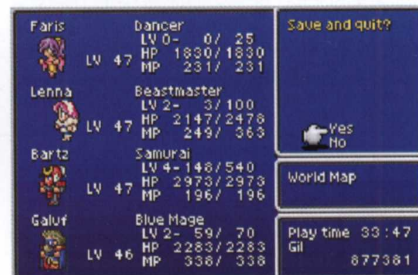 Faris Dancer
LV 0- 0/ 25
LV 47 HP 1830/1830
MP 231/ 231
Lenna Beastmaster
LV 2- 3/100
LV 47 HP 2147/2478
MP 249/ 363
Bartz Samurai
LV 4-148/540
LV 47 HP 2973/2973
MP 196/ 196
Galuf Blue Mage
LV 2- 59/ 70
LV 46 HP 2283/2283
MP 338/ 338
Save and quit?
Yes
No
World Map
Play time 33:47
Gil
877381